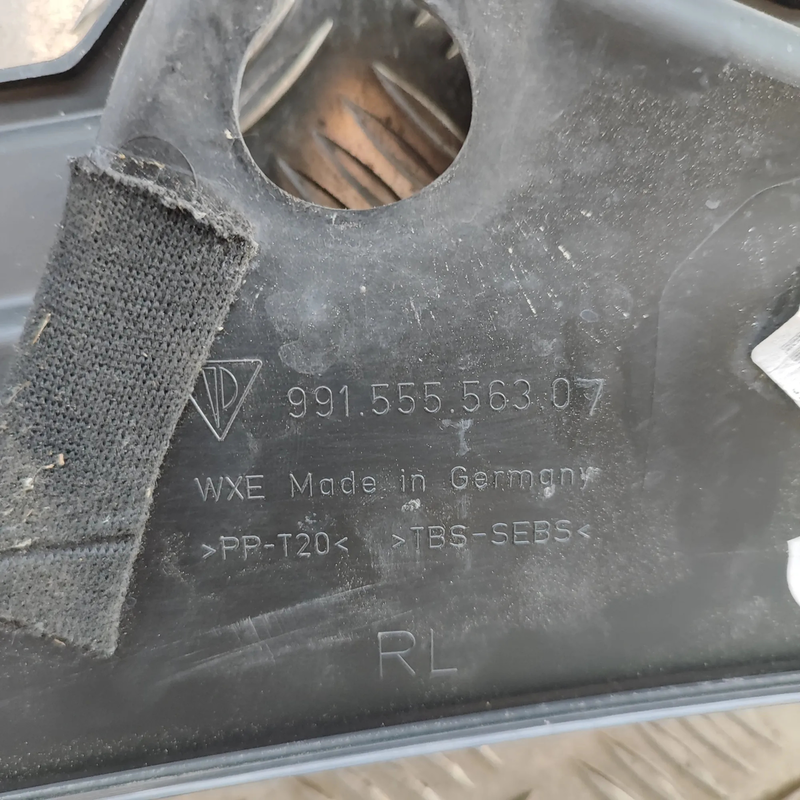 991.555.563.07
WXE Made in Germany
>PP-T20< >TBS-SEBS<
RL